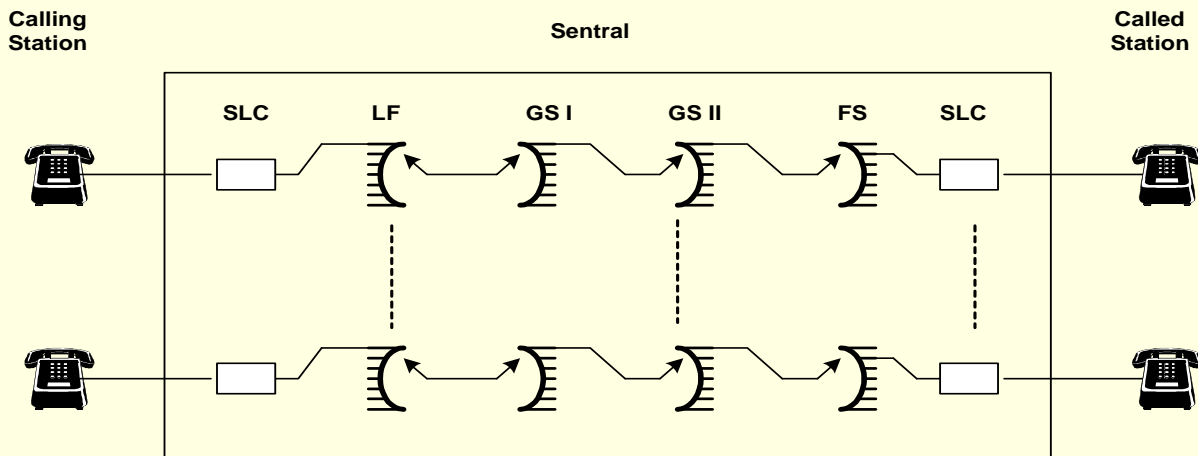 Calling
Station
Sentral
Called
Station
SLC LF GS I GS II FS SLC